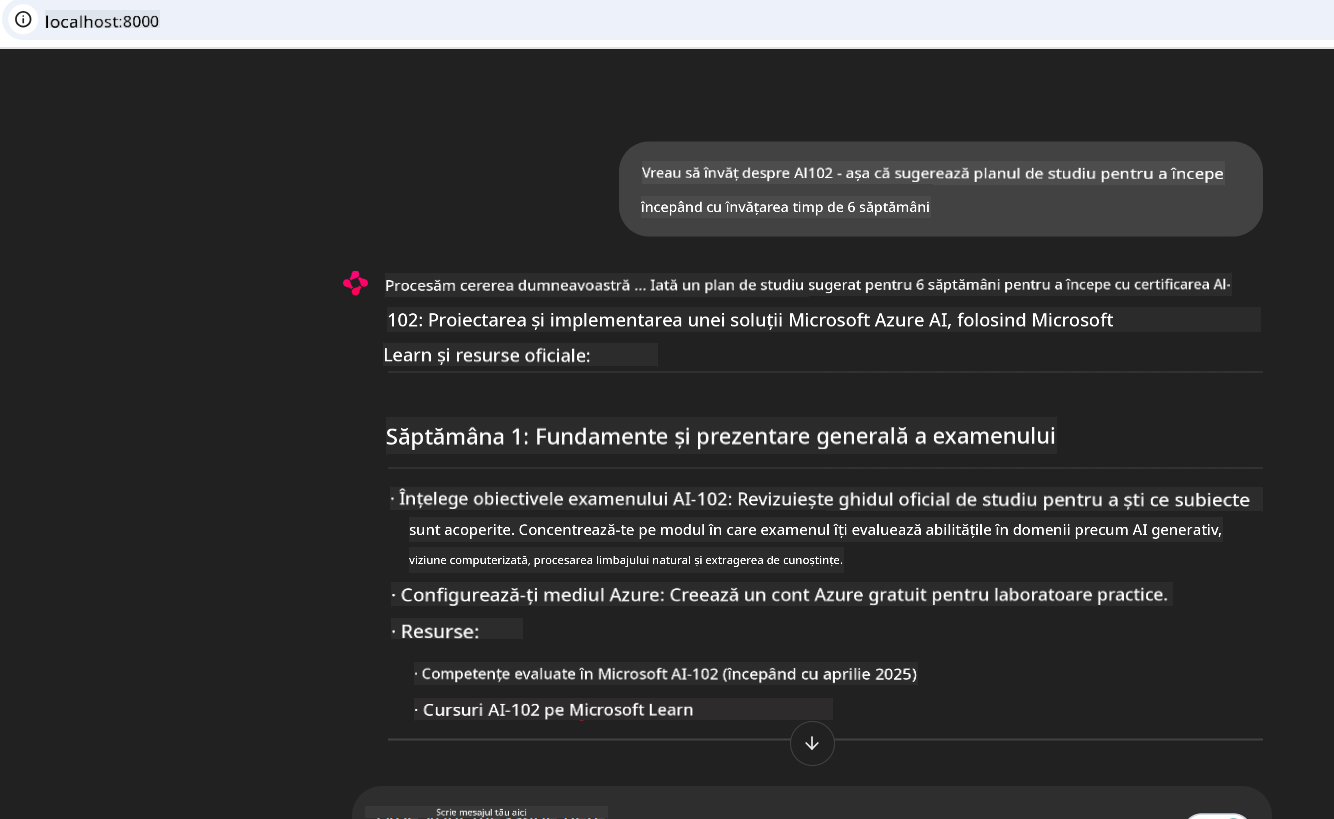 localhost:8000
Vreau să învăț despre AI102 - așa că sugerează planul de studiu pentru a începe
începând cu învățarea timp de 6 săptămâni
Procesăm cererea dumneavoastră ... Iată un plan de studiu sugerat pentru 6 săptămâni pentru a începe cu certificarea AI-
102: Proiectarea și implementarea unei soluții Microsoft Azure AI, folosind Microsoft
Learn și resurse oficiale:
Săptămâna 1: Fundamente și prezentare generală a examenului
· Înțelege obiectivele examenului AI-102: Revizuiește ghidul oficial de studiu pentru a ști ce subiecte
sunt acoperite. Concentrează-te pe modul în care examenul îți evaluează abilitățile în domenii precum AI generativ,
viziune computerizată, procesarea limbajului natural și extragerea de cunoștințe.
· Configurează-ți mediul Azure: Creează un cont Azure gratuit pentru laboratoare practice.
· Resurse:
· Competențe evaluate în Microsoft AI-102 (începând cu aprilie 2025)
· Cursuri AI-102 pe Microsoft Learn
Scrie mesajul tău aici